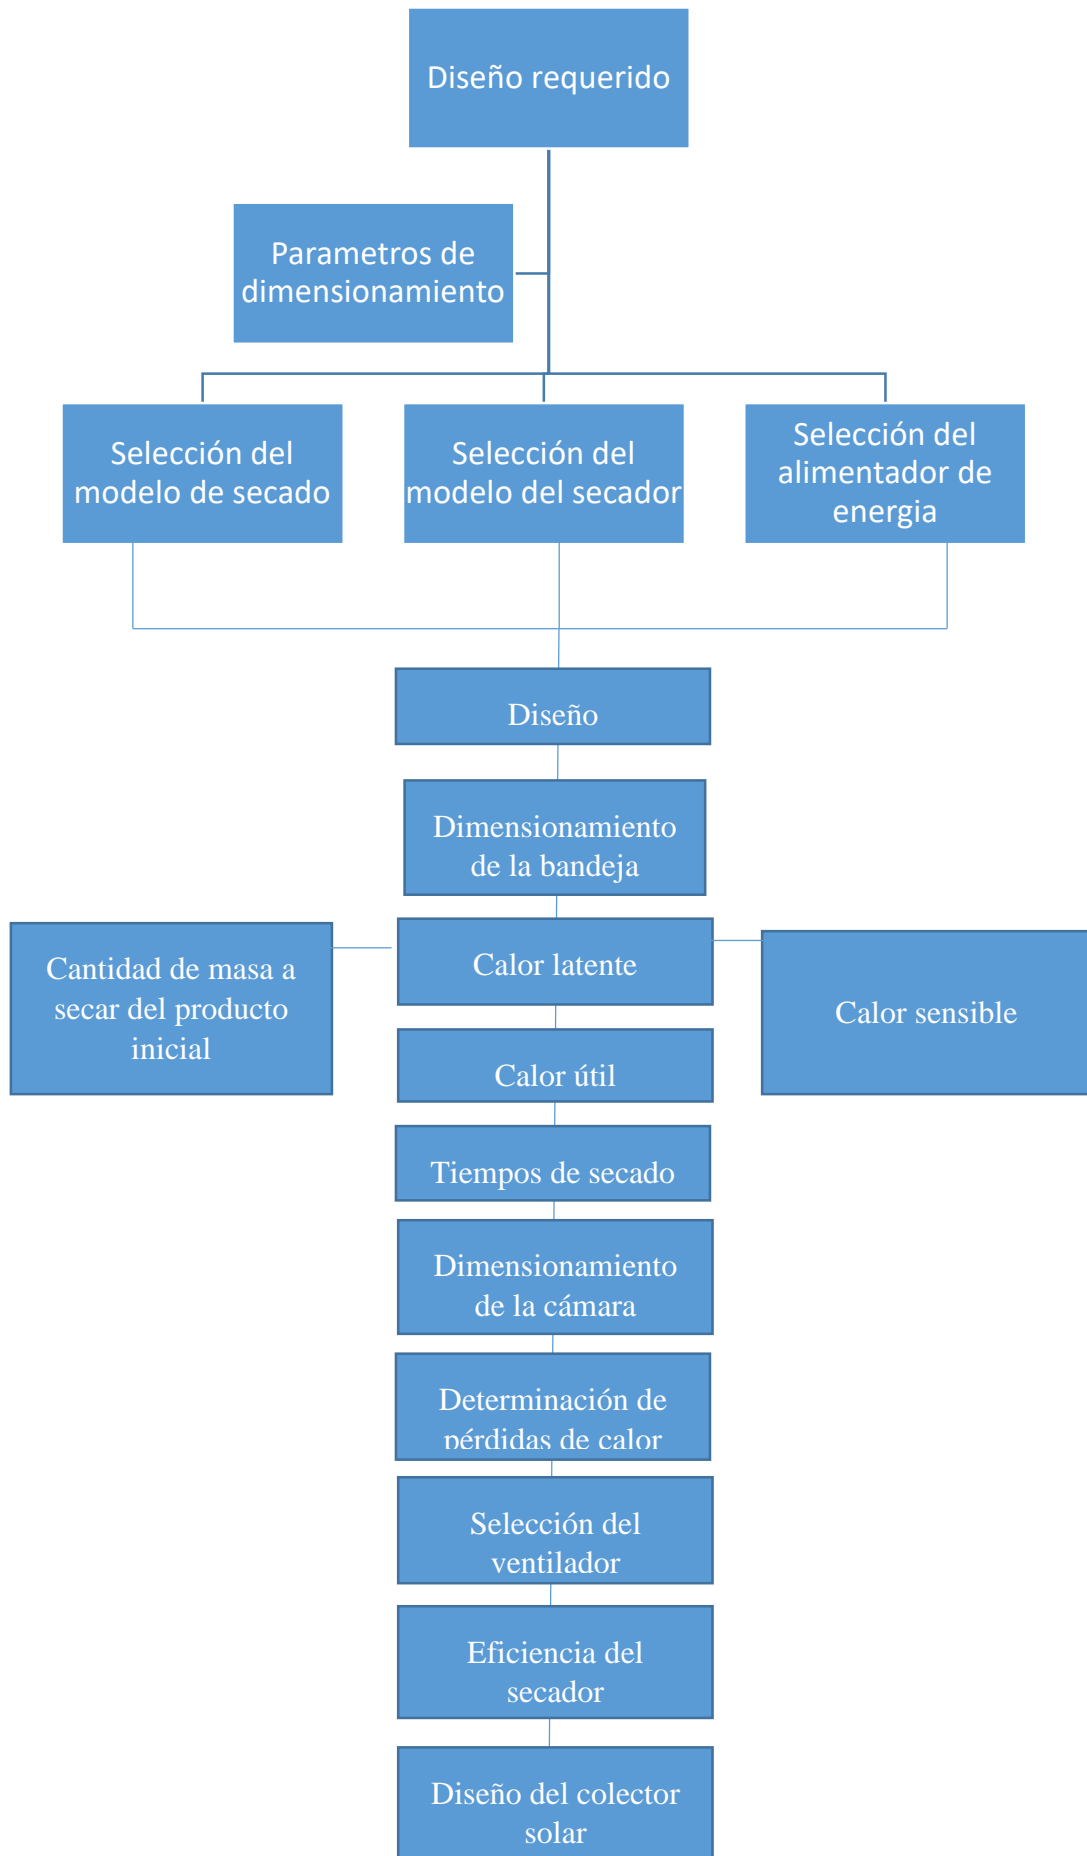 Diseño requerido
Parametros de
dimensionamiento
Selección del
modelo de secado
Selección del
modelo del secador
Selección del
alimentador de
energia
Diseño
Dimensionamiento
de la bandeja
Cantidad de masa a
secar del producto
inicial
Calor latente
Calor sensible
Calor útil
Tiempos de secado
Dimensionamiento
de la cámara
Determinación de
pérdidas de calor
Selección del
ventilador
Eficiencia del
secador
Diseño del colector
solar